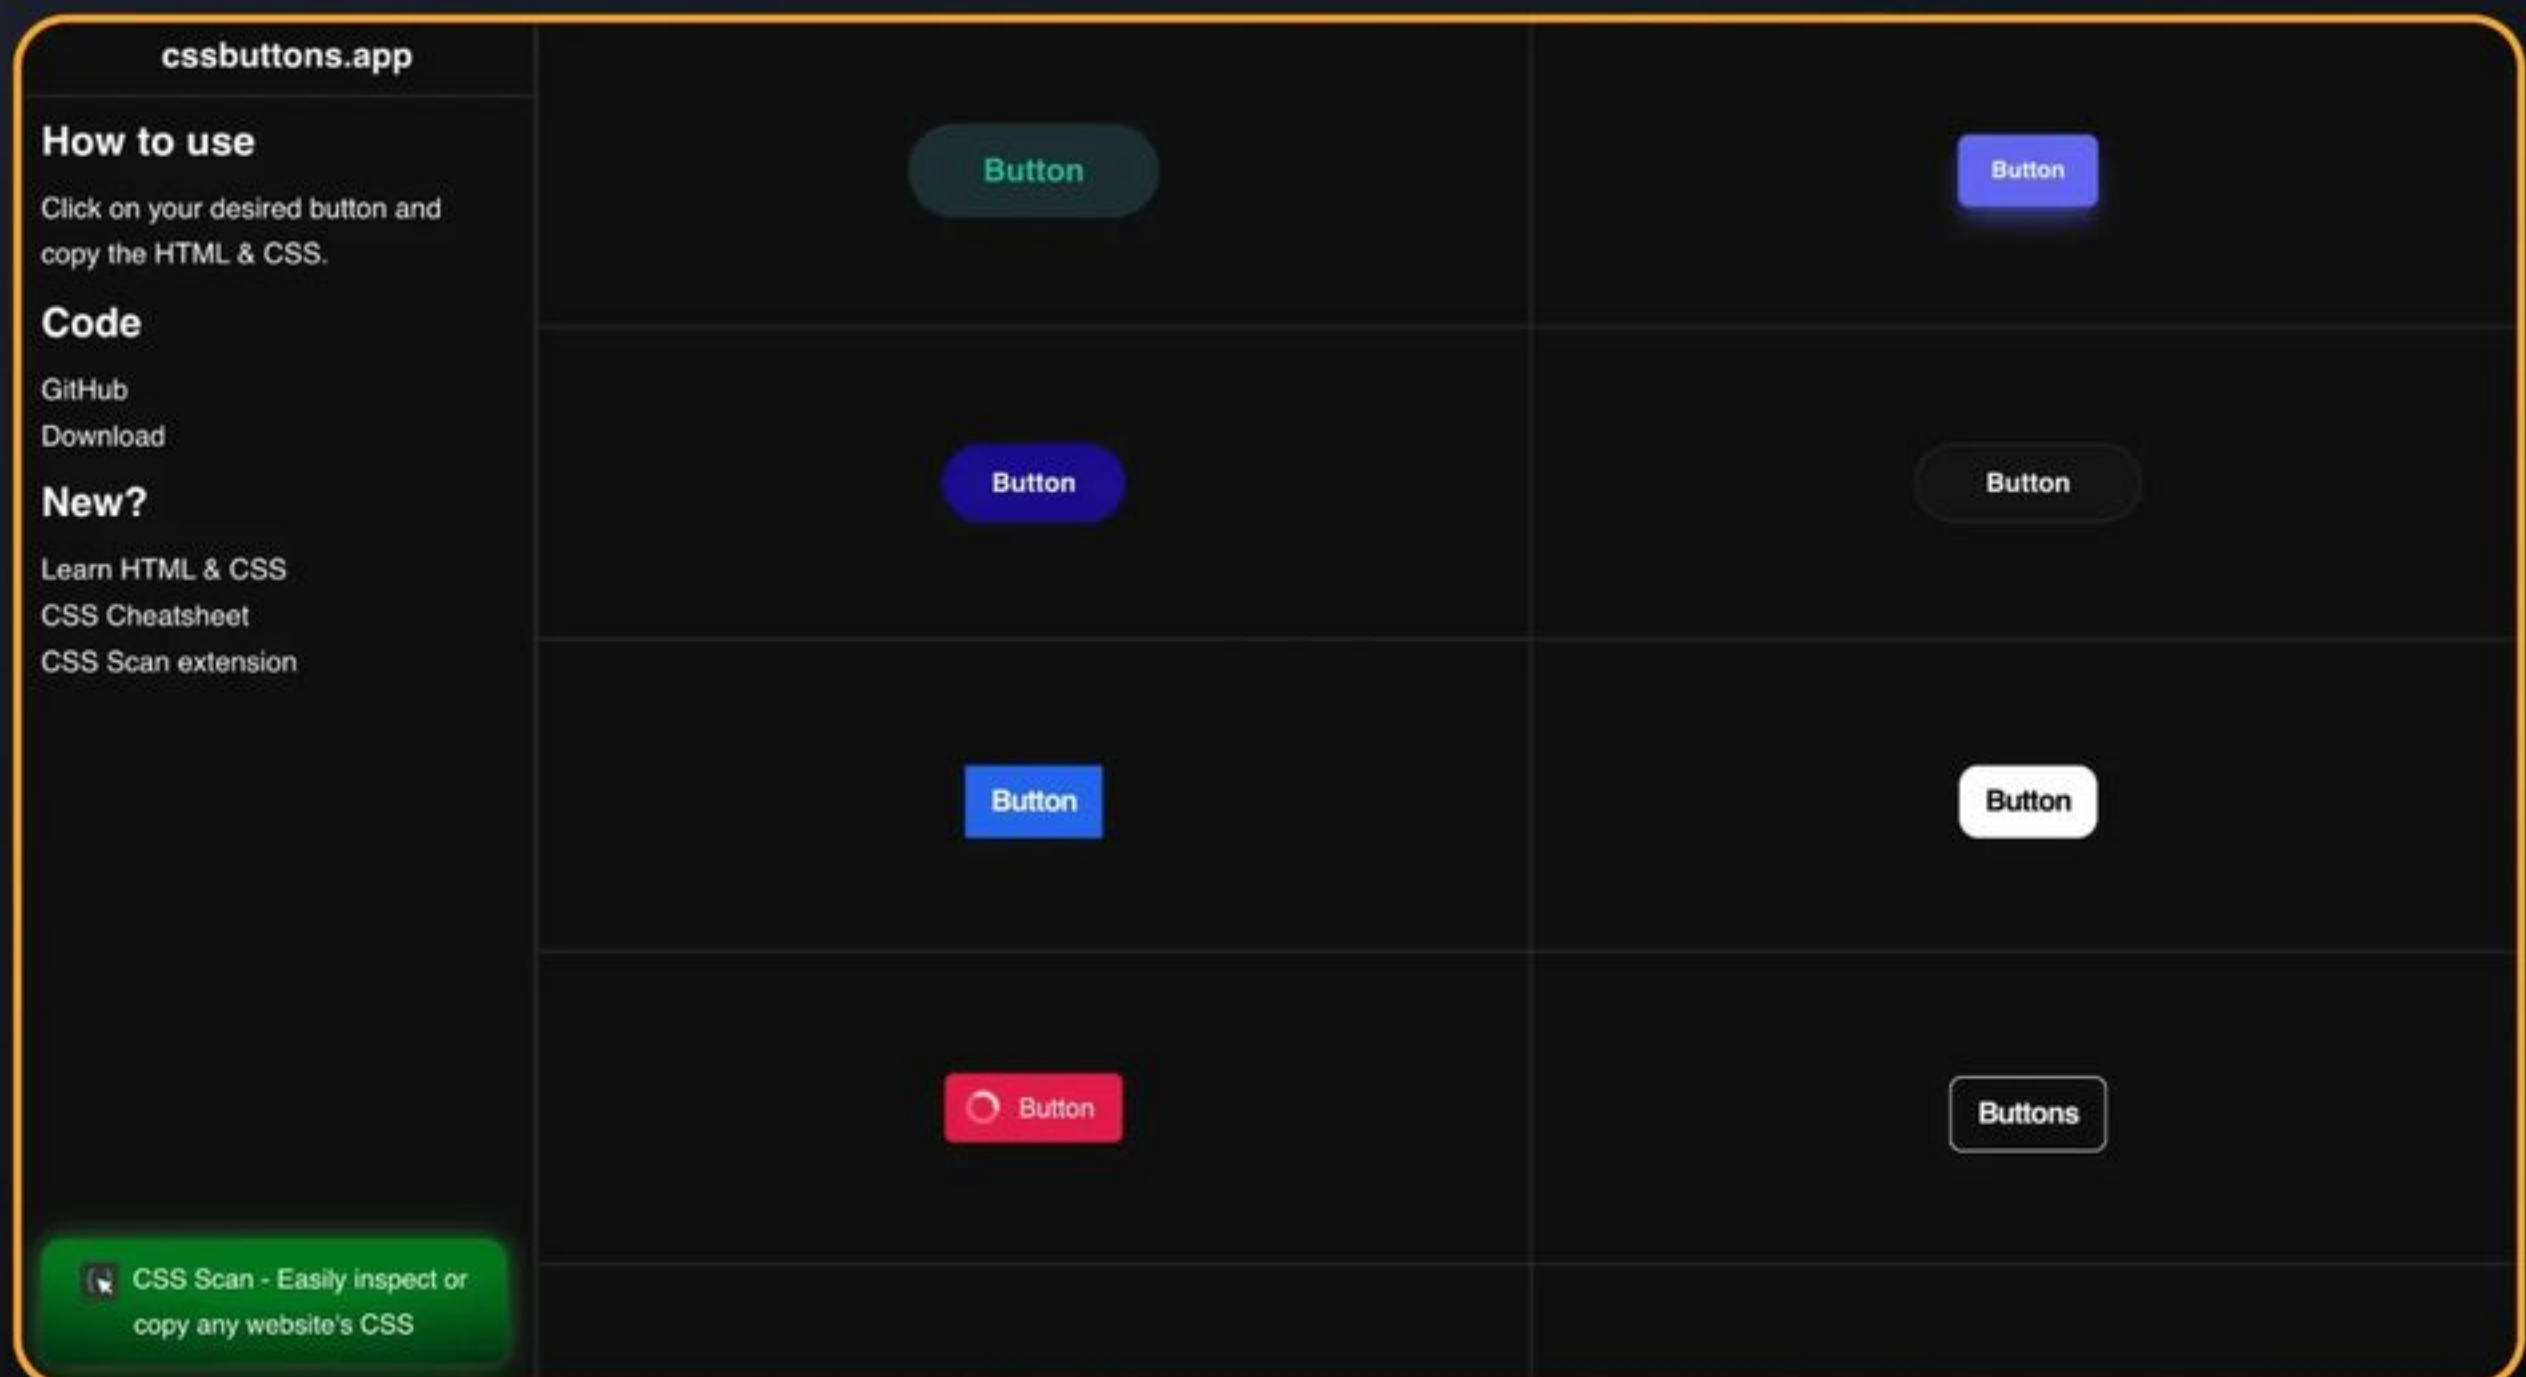 cssbuttons.app
How to use
Click on your desired button and
copy the HTML & CSS.
Code
GitHub
Download
New?
Learn HTML & CSS
CSS Cheatsheet
CSS Scan extension
CSS Scan - Easily inspect or
copy any website's CSS
Button
Button
Button
Button
Button
Button
Button
Buttons